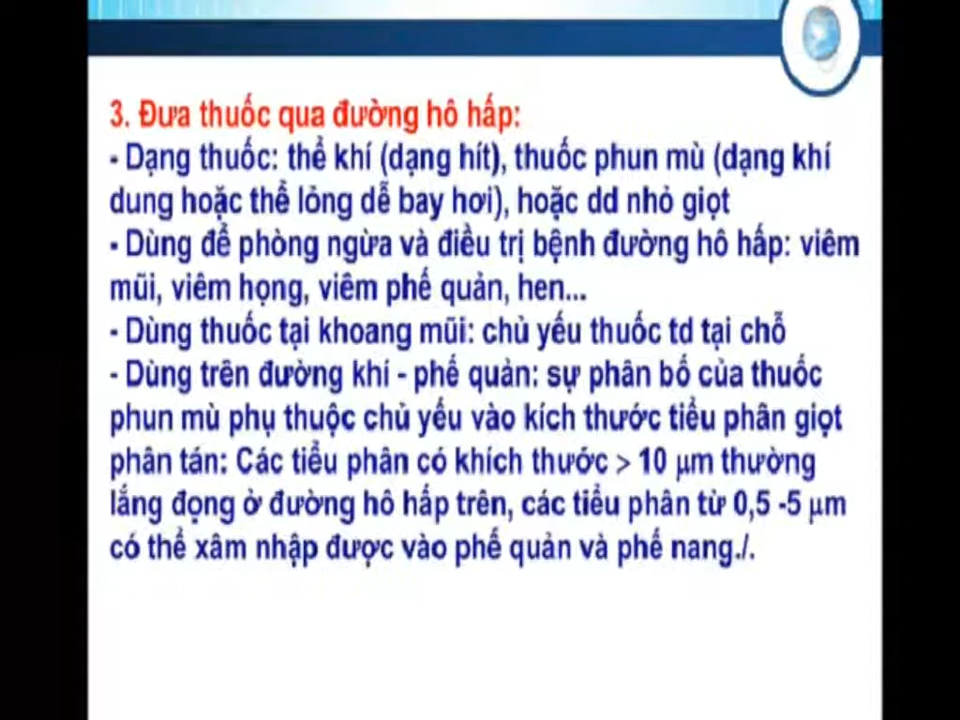 3. Đưa thuốc qua đường hô hấp:
- Dạng thuốc: thể khí (dạng hít), thuốc phun mù (dạng khí
dung hoặc thể lỏng dễ bay hơi), hoặc dd nhỏ giọt
- Dùng để phòng ngừa và điều trị bệnh đường hô hấp: viêm
mũi, viêm họng, viêm phế quản, hen...
- Dùng thuốc tại khoang mũi: chủ yếu thuốc td tại chỗ
- Dùng trên đường khí - phế quản: sự phân bố của thuốc
phun mù phụ thuộc chủ yếu vào kích thước tiểu phân giọt
phân tán: Các tiểu phân có khích thước > 10 µm thường
lắng đọng ở đường hô hấp trên, các tiểu phân từ 0,5 -5 µm
có thể xâm nhập được vào phế quản và phế nang./.